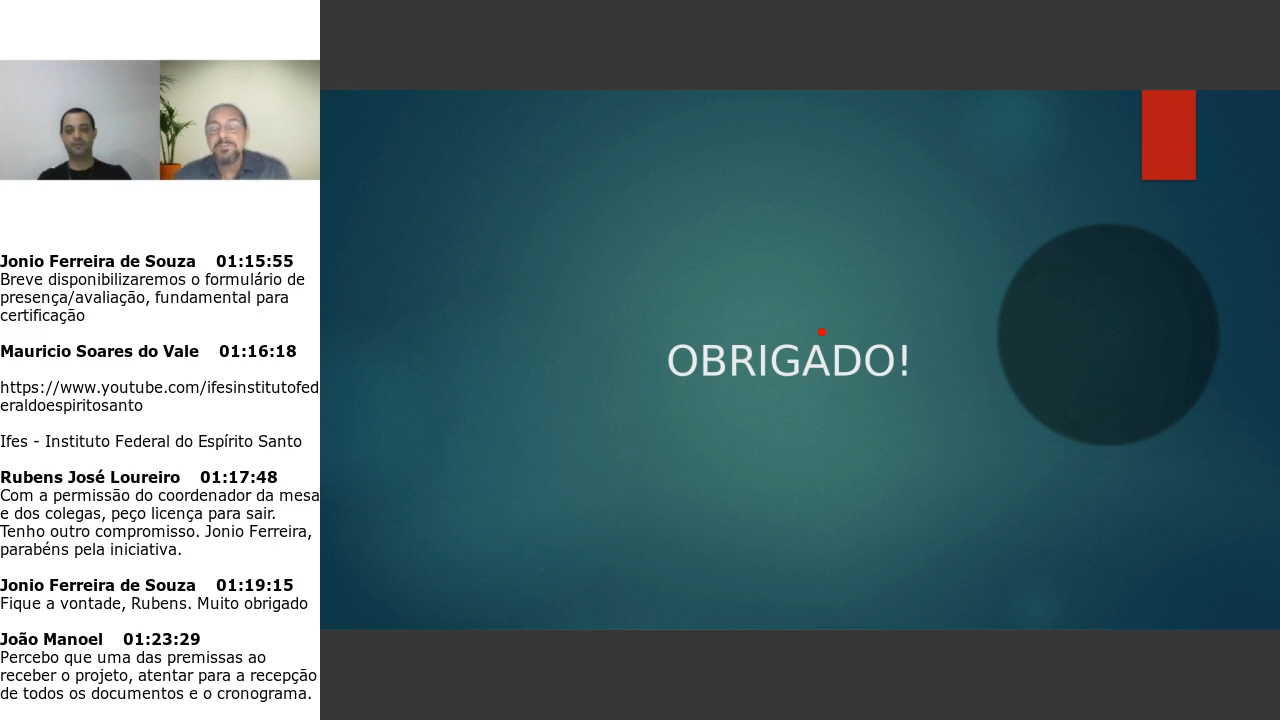 Jonio Ferreira de Souza 01:15:55
Breve disponibilizaremos o formulário de
presença/avaliação, fundamental para
certificação
Mauricio Soares do Vale 01:16:18
https://www.youtube.com/ifesinstitutofed
eraldoespiritosanto
Ifes - Instituto Federal do Espírito Santo
Rubens José Loureiro 01:17:48
Com a permissão do coordenador da mesa
e dos colegas, peço licença para sair.
Tenho outro compromisso. Jonio Ferreira,
parabéns pela iniciativa.
Jonio Ferreira de Souza 01:19:15
Fique a vontade, Rubens. Muito obrigado
João Manoel 01:23:29
Percebo que uma das premissas ao
receber o projeto, atentar para a recepção
de todos os documentos e o cronograma.
OBRIGADO!